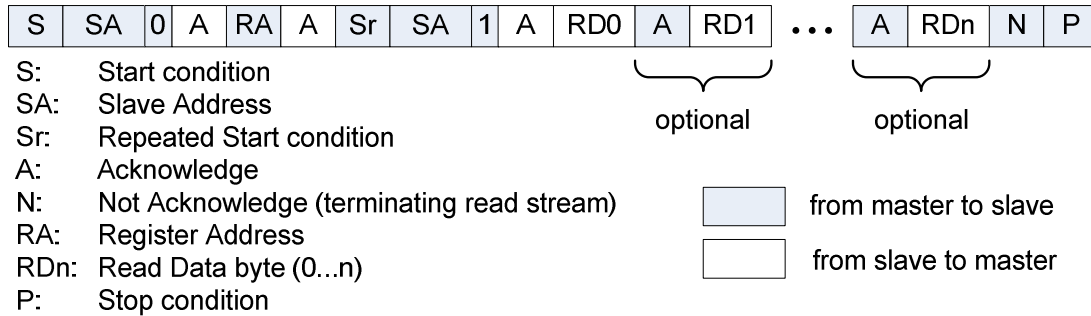 S SA 0 A RA A Sr SA 1 A RD0 A RD1 ... A RDn N P
S: Start condition
SA: Slave Address
Sr: Repeated Start condition
A: Acknowledge
N: Not Acknowledge (terminating read stream)
RA: Register Address
RDn: Read Data byte (0...n)
P: Stop condition
optional optional
from master to slave
from slave to master